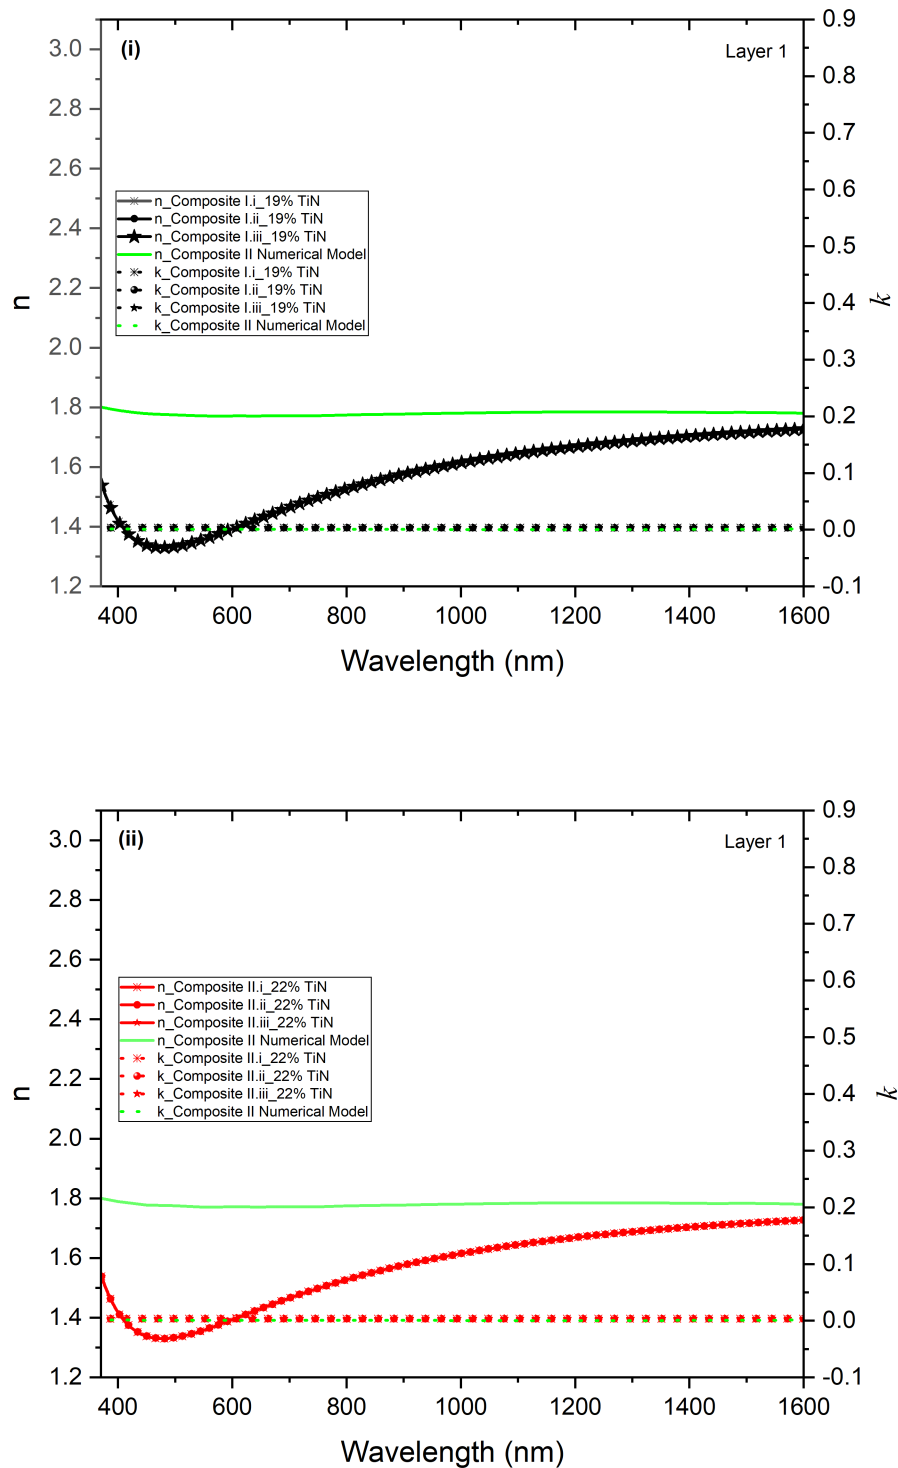 (i)
Layer 1
3.0
2.8
2.6
2.4
2.2
2.0
1.8
1.6
1.4
1.2
n
n_Composite I.i_19% TiN
n_Composite I.ii_19% TiN
n_Composite I.iii_19% TiN
n_Composite II Numerical Model
k_Composite I.i_19% TiN
k_Composite I.ii_19% TiN
k_Composite I.iii_19% TiN
k_Composite II Numerical Model
0.9
0.8
0.7
0.6
0.5
0.4
0.3
0.2
0.1
0.0
-0.1
k
400 600 800 1000 1200 1400 1600
Wavelength (nm)
(ii)
Layer 1
3.0
2.8
2.6
2.4
2.2
2.0
1.8
1.6
1.4
1.2
n
n_Composite II.i_22% TiN
n_Composite II.ii_22% TiN
n_Composite II.iii_22% TiN
n_Composite II Numerical Model
k_Composite II.i_22% TiN
k_Composite II.ii_22% TiN
k_Composite II.iii_22% TiN
k_Composite II Numerical Model
0.9
0.8
0.7
0.6
0.5
0.4
0.3
0.2
0.1
0.0
-0.1
k
400 600 800 1000 1200 1400 1600
Wavelength (nm)